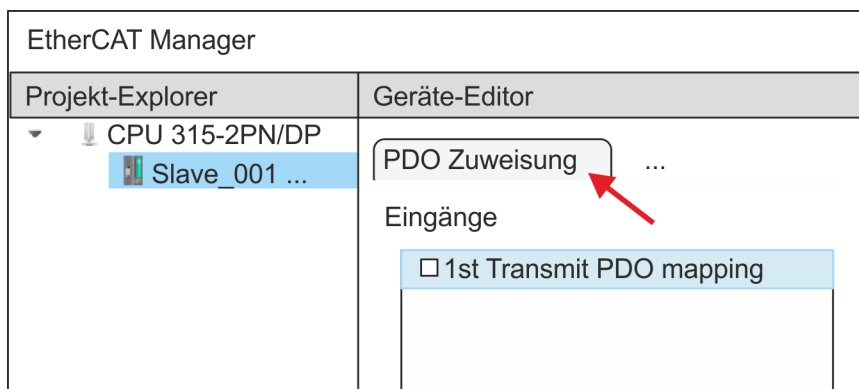 EtherCAT Manager
Projekt-Explorer
Geräte-Editor
CPU 315-2PN/DP
Slave_001 ...
PDO Zuweisung
...
Eingänge
1st Transmit PDO mapping